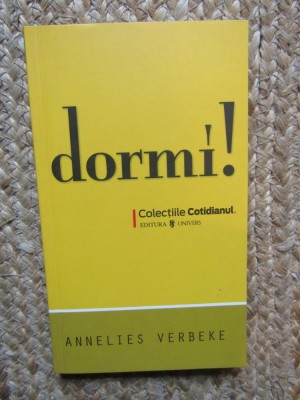 dormi!
Colecțiile Cotidianul.
EDITURA UNIVERS
ANNELIES VERBEKE